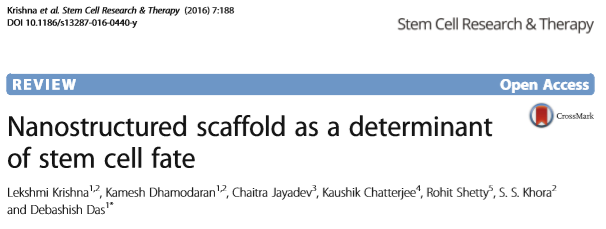 Krishna et al. Stem Cell Research & Therapy (2016) 7:188
DOI 10.1186/s13287-016-0440-y
Stem Cell Research & Therapy
REVIEW
Open Access
Nanostructured scaffold as a determinant
of stem cell fate
CrossMark
Lekshmi Krishna1,2, Kamesh Dhamodaran1,2, Chaitra Jayadev3, Kaushik Chatterjee4, Rohit Shetty5, S. S. Khora2
and Debashish Das1*